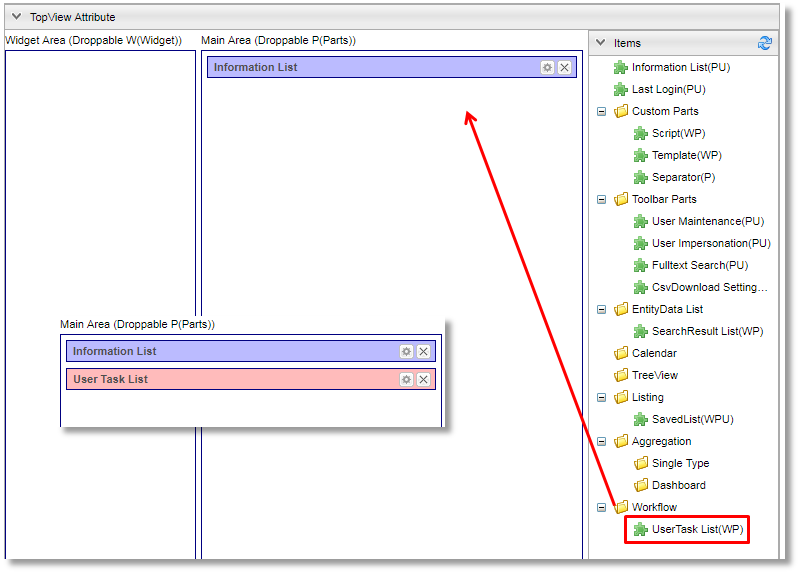 TopView Attribute
Widget Area (Droppable W(Widget))
Main Area (Droppable P(Parts))
Information List
Main Area (Droppable P(Parts))
Information List
User Task List
Items
Information List(PU)
Last Login(PU)
Custom Parts
Script(WP)
Template(WP)
Separator(P)
Toolbar Parts
User Maintenance(PU)
User Impersonation(PU)
Fulltext Search(PU)
CsvDownload Setting...
EntityData List
SearchResult List(WP)
Calendar
TreeView
Listing
SavedList(WPU)
Aggregation
Single Type
Dashboard
Workflow
UserTask List(WP)